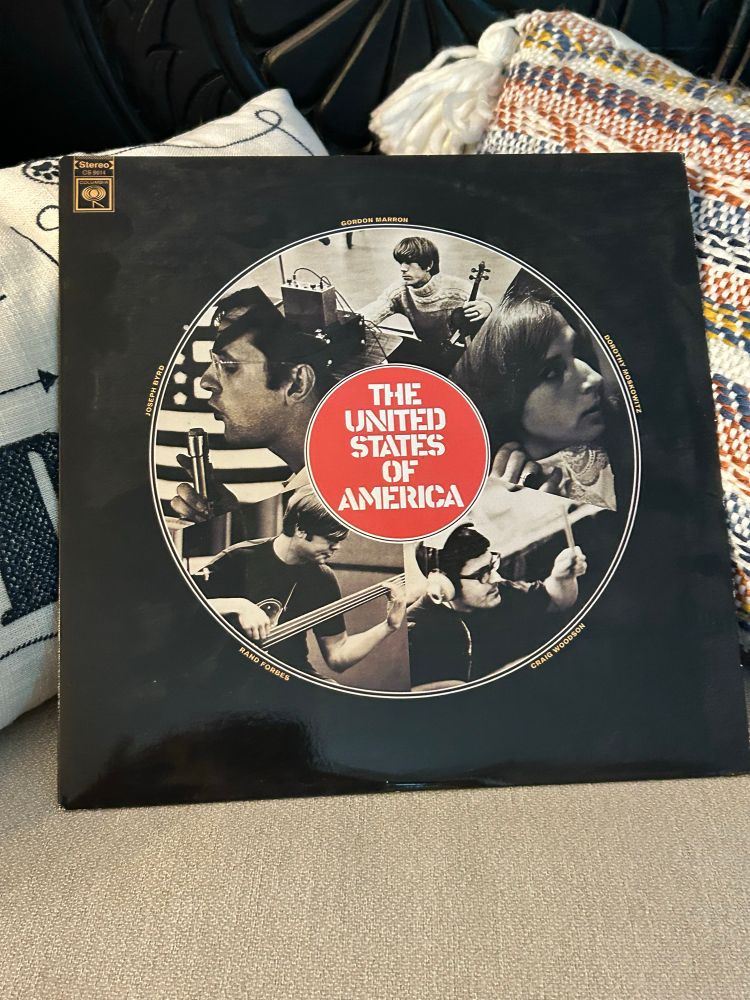 Stereo
CS 9614
COLUMBIA
GORDON MARRON
JOSEPH BYRD
DOROTHY MOSKOWITZ
THE
UNITED
STATES
OF
AMERICA
RAND FORBES
CRAIG WOODSON